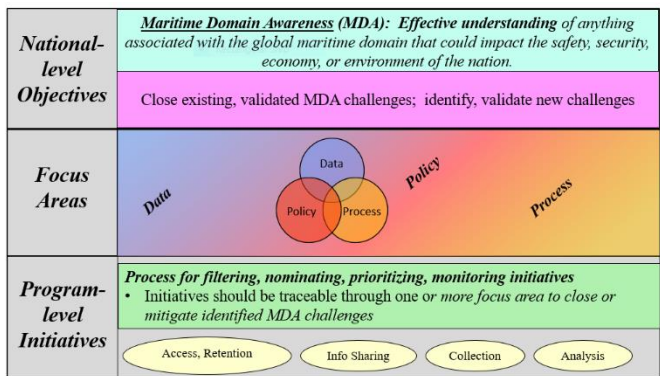 National-
level
Objectives
Maritime Domain Awareness (MDA): Effective understanding of anything
associated with the global maritime domain that could impact the safety, security,
economy, or environment of the nation.
Close existing, validated MDA challenges; identify, validate new challenges
Focus
Areas
Data
Data
Policy
Process
Policy
Process
Program-
level
Initiatives
Process for filtering, nominating, prioritizing, monitoring initiatives
• Initiatives should be traceable through one or more focus area to close or
mitigate identified MDA challenges
Access, Retention
Info Sharing
Collection
Analysis